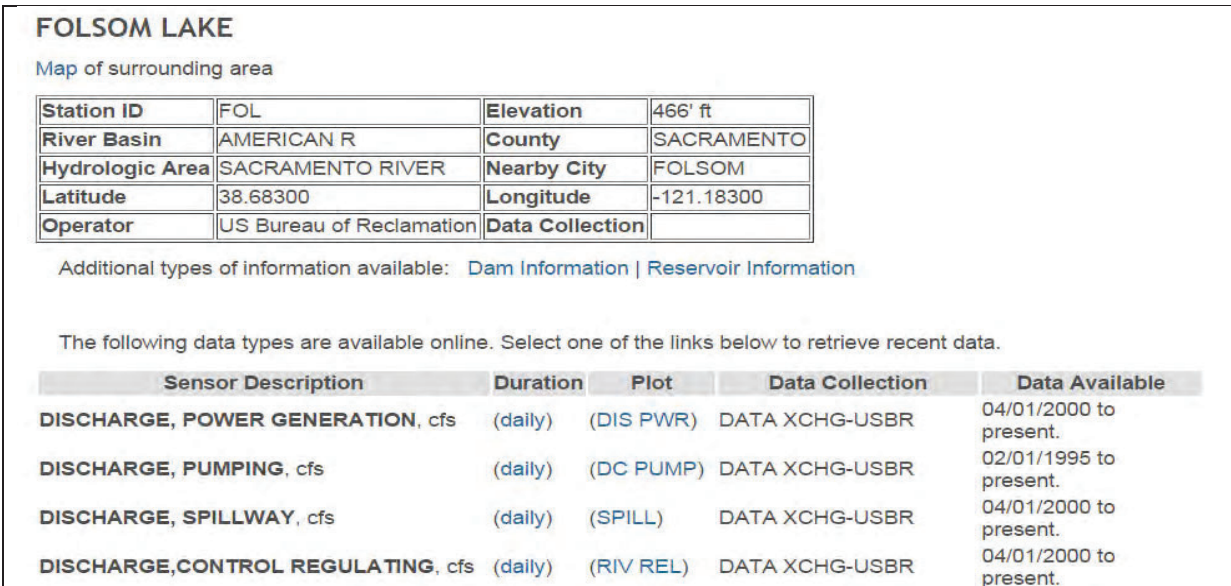 FOLSOM LAKE
Map of surrounding area
Station ID FOL Elevation 466' ft
River Basin AMERICAN R County SACRAMENTO
Hydrologic Area SACRAMENTO RIVER Nearby City FOLSOM
Latitude 38.68300 Longitude -121.18300
Operator US Bureau of Reclamation Data Collection
Additional types of information available: Dam Information | Reservoir Information
The following data types are available online. Select one of the links below to retrieve recent data.
Sensor Description Duration Plot Data Collection Data Available
DISCHARGE, POWER GENERATION, cfs (daily) (DIS PWR) DATA XCHG-USBR 04/01/2000 to
present.
DISCHARGE, PUMPING, cfs (daily) (DC PUMP) DATA XCHG-USBR 02/01/1995 to
present.
DISCHARGE, SPILLWAY, cfs (daily) (SPILL) DATA XCHG-USBR 04/01/2000 to
present.
DISCHARGE,CONTROL REGULATING, cfs (daily) (RIV REL) DATA XCHG-USBR 04/01/2000 to
present.